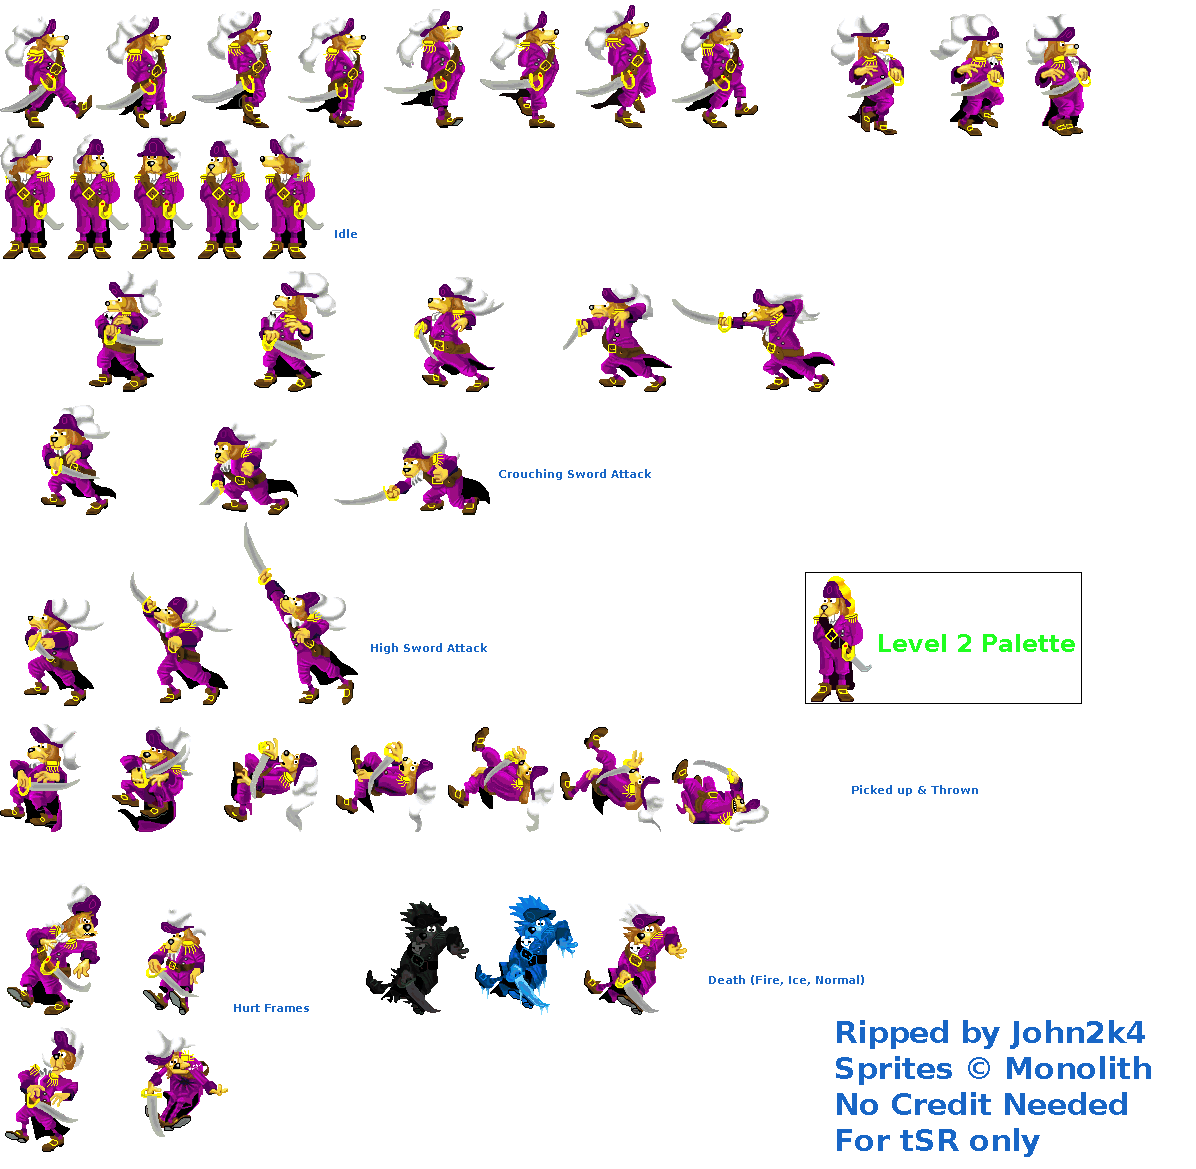 Idle
Crouching Sword Attack
High Sword Attack
Level 2 Palette
Picked up & Thrown
Death (Fire, Ice, Normal)
Hurt Frames
Ripped by John2k4
Sprites © Monolith
No Credit Needed
For tSR only